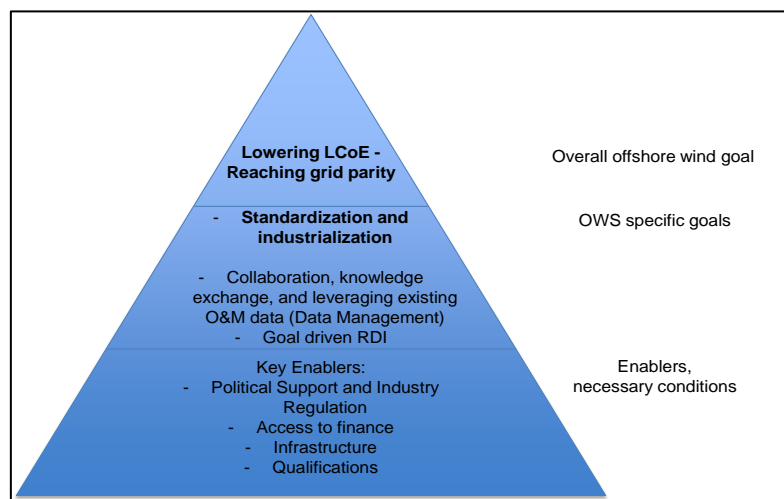 Lowering LCoE -
Reaching grid parity
Overall offshore wind goal
- Standardization and
industrialization
OWS specific goals
- Collaboration, knowledge
exchange, and leveraging existing
O&M data (Data Management)
- Goal driven RDI
Key Enablers:
- Political Support and Industry
Regulation
- Access to finance
- Infrastructure
- Qualifications
Enablers,
necessary conditions